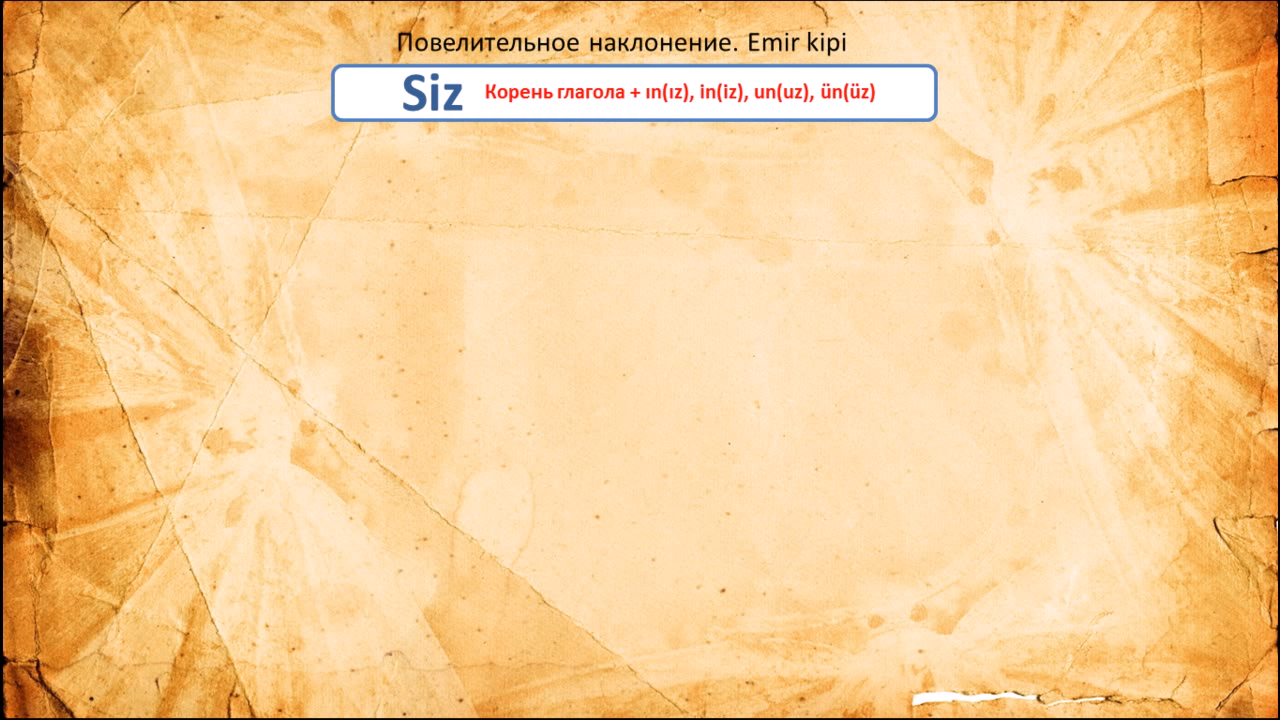 Повелительное наклонение. Emir kipi
Siz Корень глагола + ın(ız), in(iz), un(uz), ün(üz)